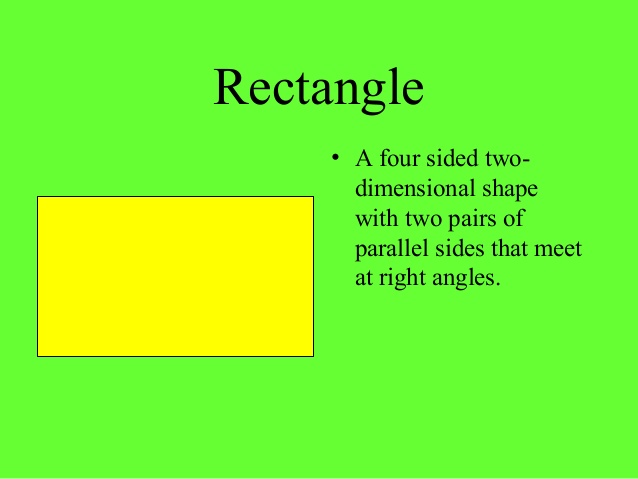 Rectangle
• A four sided two-
dimensional shape
with two pairs of
parallel sides that meet
at right angles.